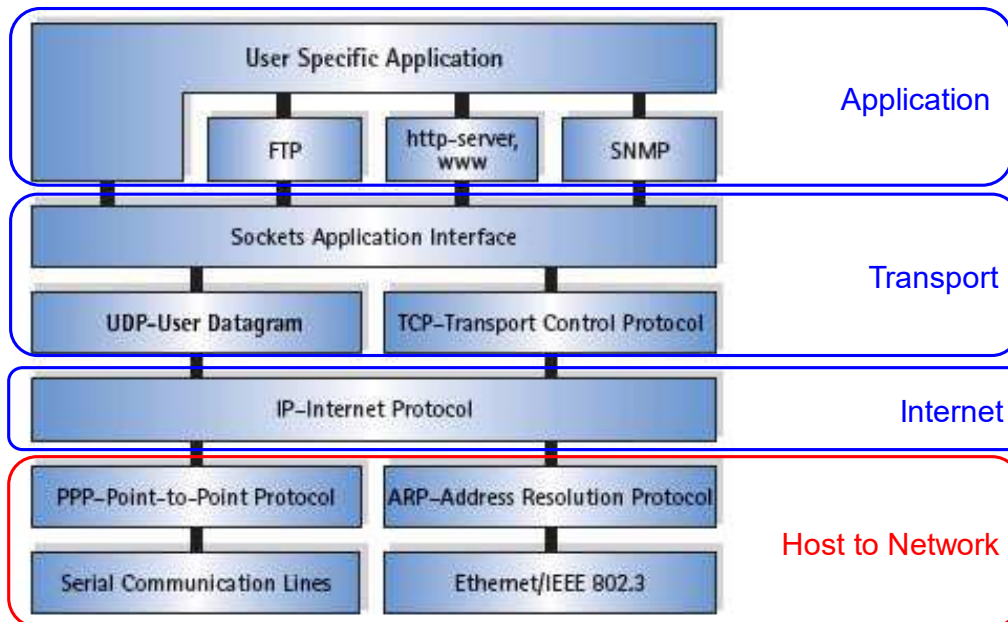 User Specific Application
Application
FTP
http-server,
www
SNMP
Sockets Application Interface
Transport
UDP-User Datagram
TCP-Transport Control Protocol
IP-Internet Protocol
Internet
PPP-Point-to-Point Protocol
ARP-Address Resolution Protocol
Host to Network
Serial Communication Lines
Ethernet/IEEE 802.3